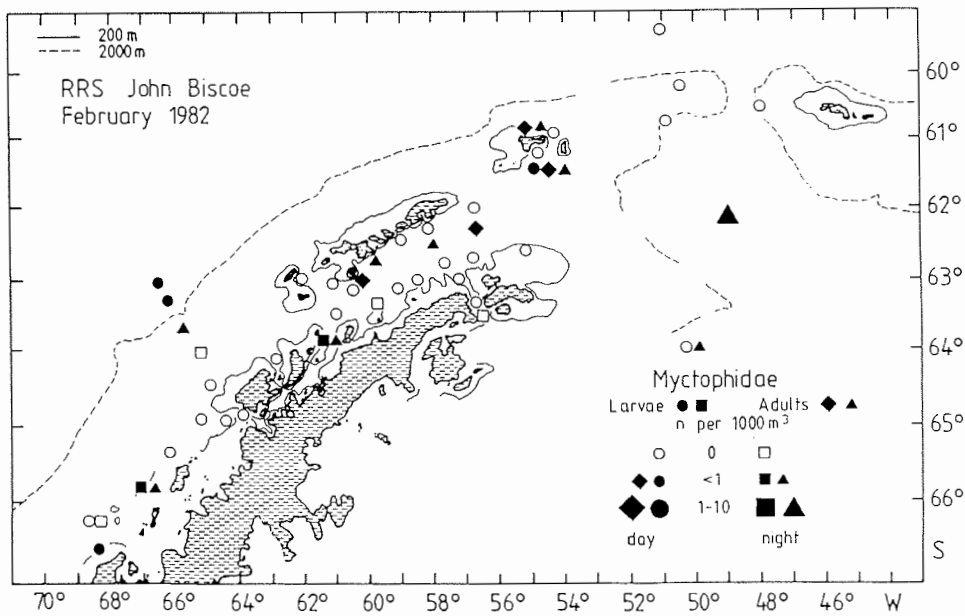 200 m
2000 m
RRS John Biscoe
February 1982
60°
61°
62°
63°
64°
65°
66°
S
Myctophidae
Larvae Adults
n per 1000 m³
0
<1
1-10
day night
70° 68° 66° 64° 62° 60° 58° 56° 54° 52° 50° 48° 46° W